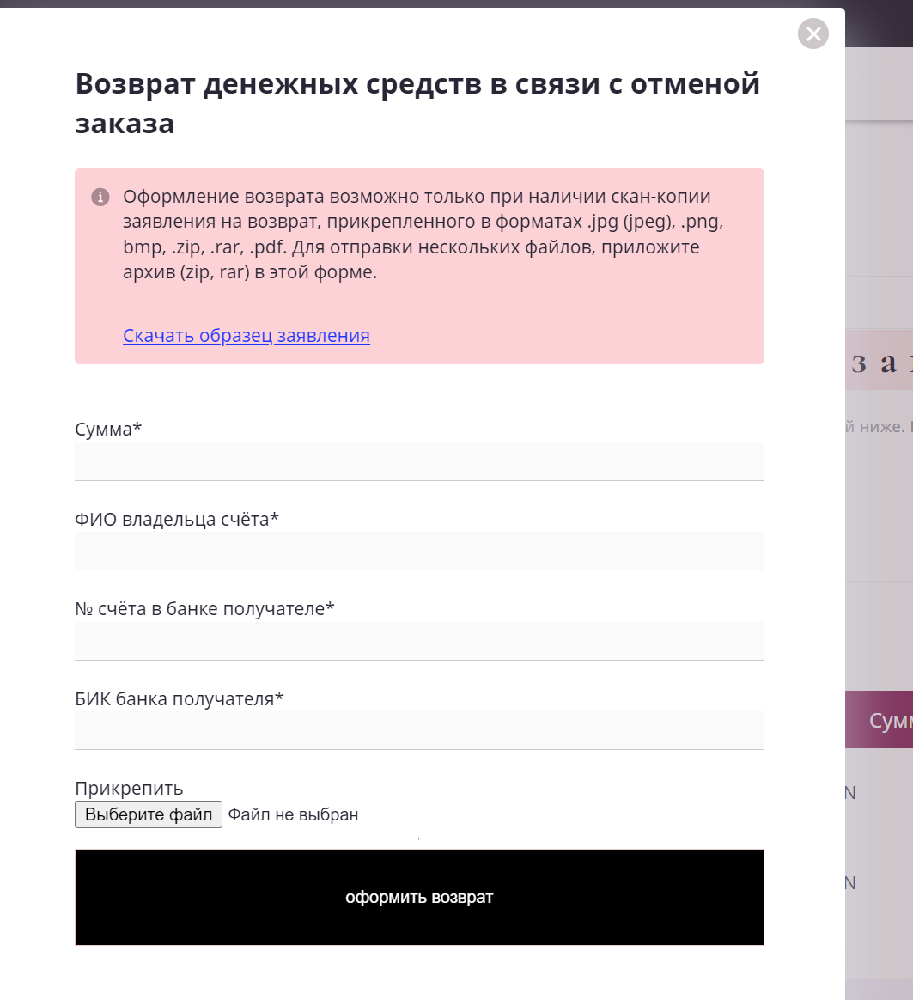 Возврат денежных средств в связи с отменой
заказа
Оформление возврата возможно только при наличии скан-копии
заявления на возврат, прикрепленного в форматах .jpg (jpeg), .png,
bmp, .zip, .rar, .pdf. Для отправки нескольких файлов, приложите
архив (zip, rar) в этой форме.
Скачать образец заявления
з а
й ниже.
Сумма*
ФИО владельца счёта*
№ счёта в банке получателе*
Сумм
БИК банка получателя*
N
Прикрепить
Выберите файл Файл не выбран
N
оформить возврат